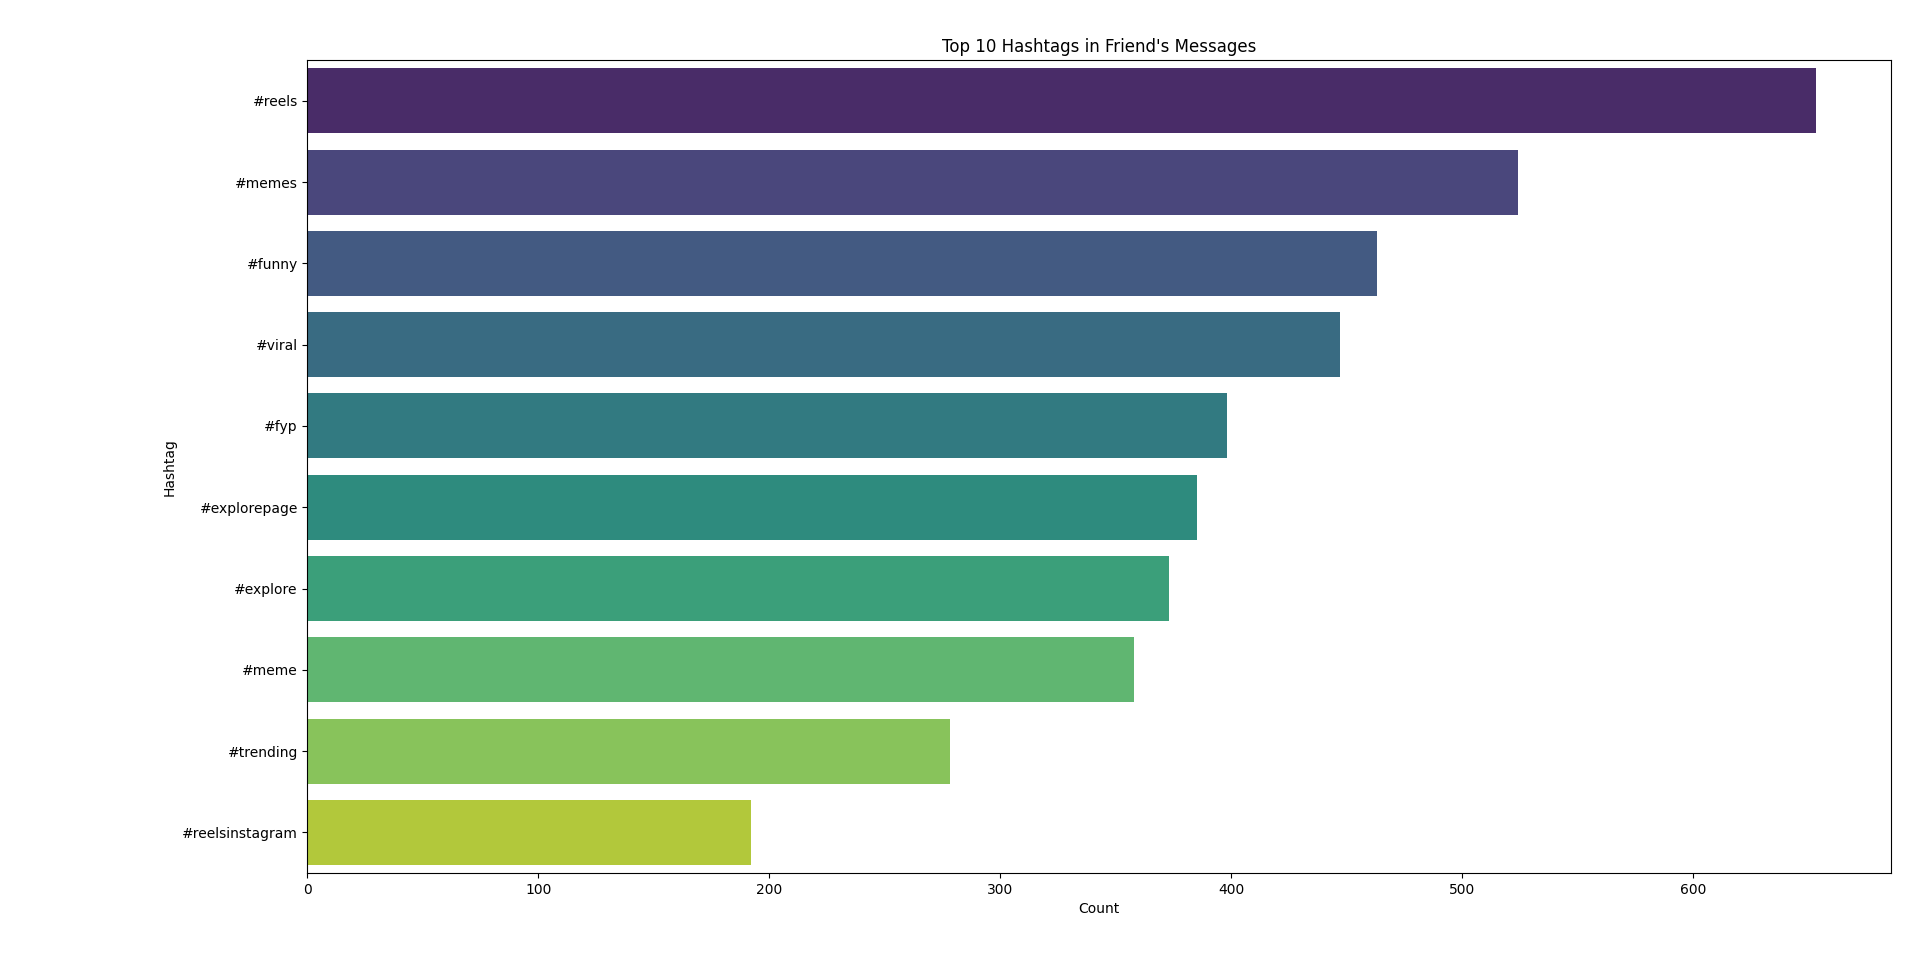 Top 10 Hashtags in Friend's Messages
#reels
#memes
#funny
#viral
#fyp
#explorepage
#explore
#meme
#trending
#reelsinstagram
Hashtag
0 100 200 300 400 500 600
Count